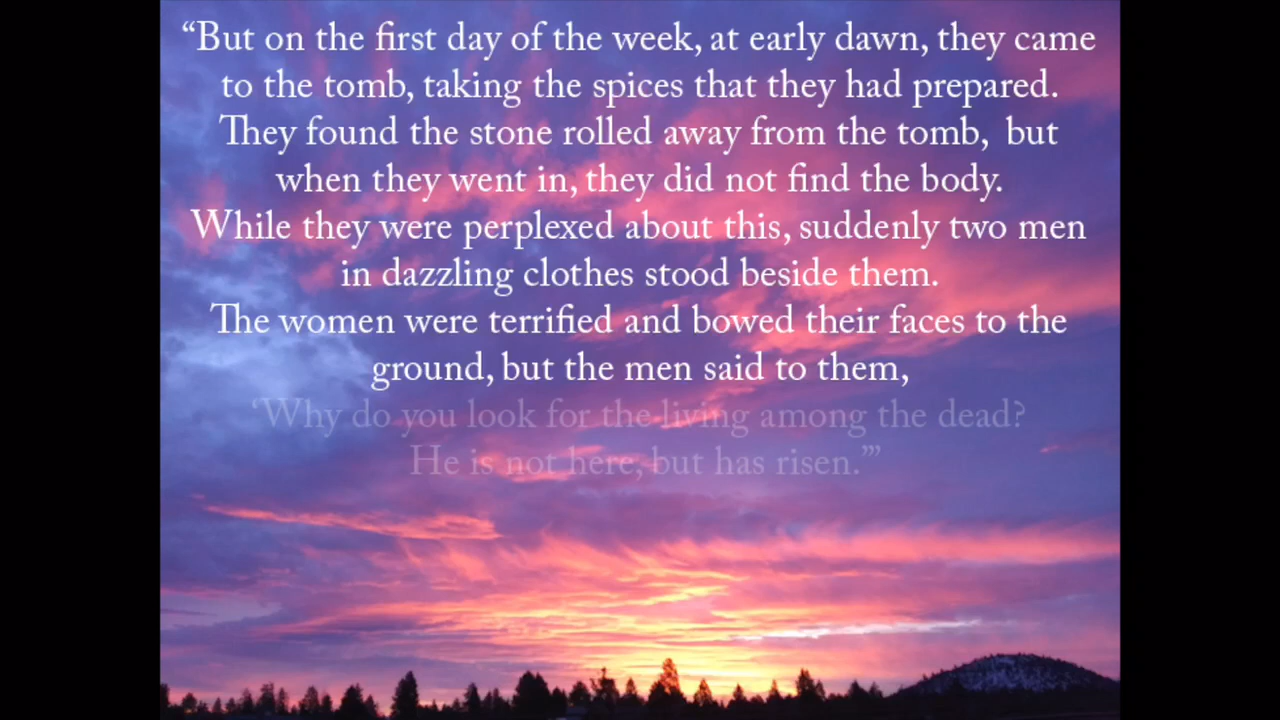 “But on the first day of the week, at early dawn, they came
to the tomb, taking the spices that they had prepared.
They found the stone rolled away from the tomb,  but
when they went in, they did not find the body.
While they were perplexed about this, suddenly two men
in dazzling clothes stood beside them.
The women were terrified and bowed their faces to the
ground, but the men said to them,
‘Why do you look for the living among the dead?
He is not here, but has risen.’”